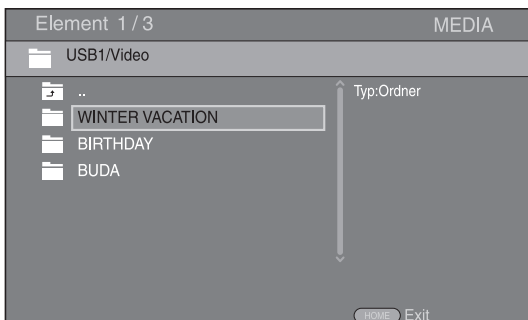 Element 1 / 3 MEDIA
USB1/Video
..
Typ:Ordner
WINTER VACATION
BIRTHDAY
BUDA
HOME Exit